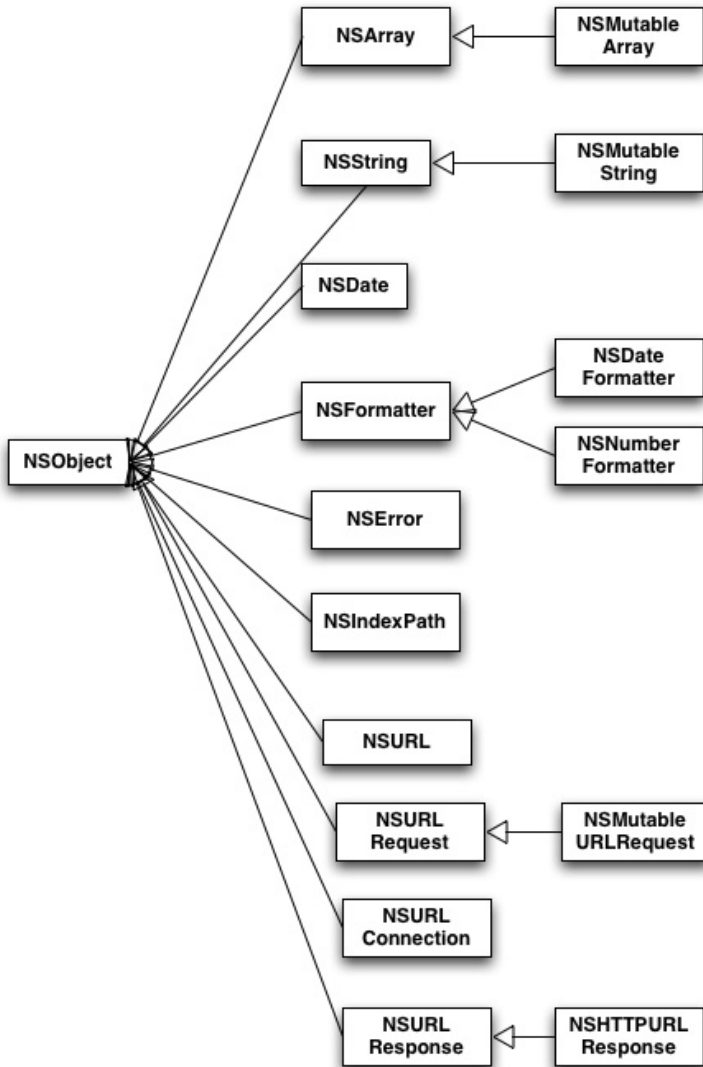 NSArray
NSMutable
Array
NSString
NSMutable
String
NSDate
NSDate
Formatter
NSFormatter
NSNumber
Formatter
NSObject
NSError
NSIndexPath
NSURL
NSURL
Request
NSMutable
URLRequest
NSURL
Connection
NSURL
Response
NSHTTPURL
Response